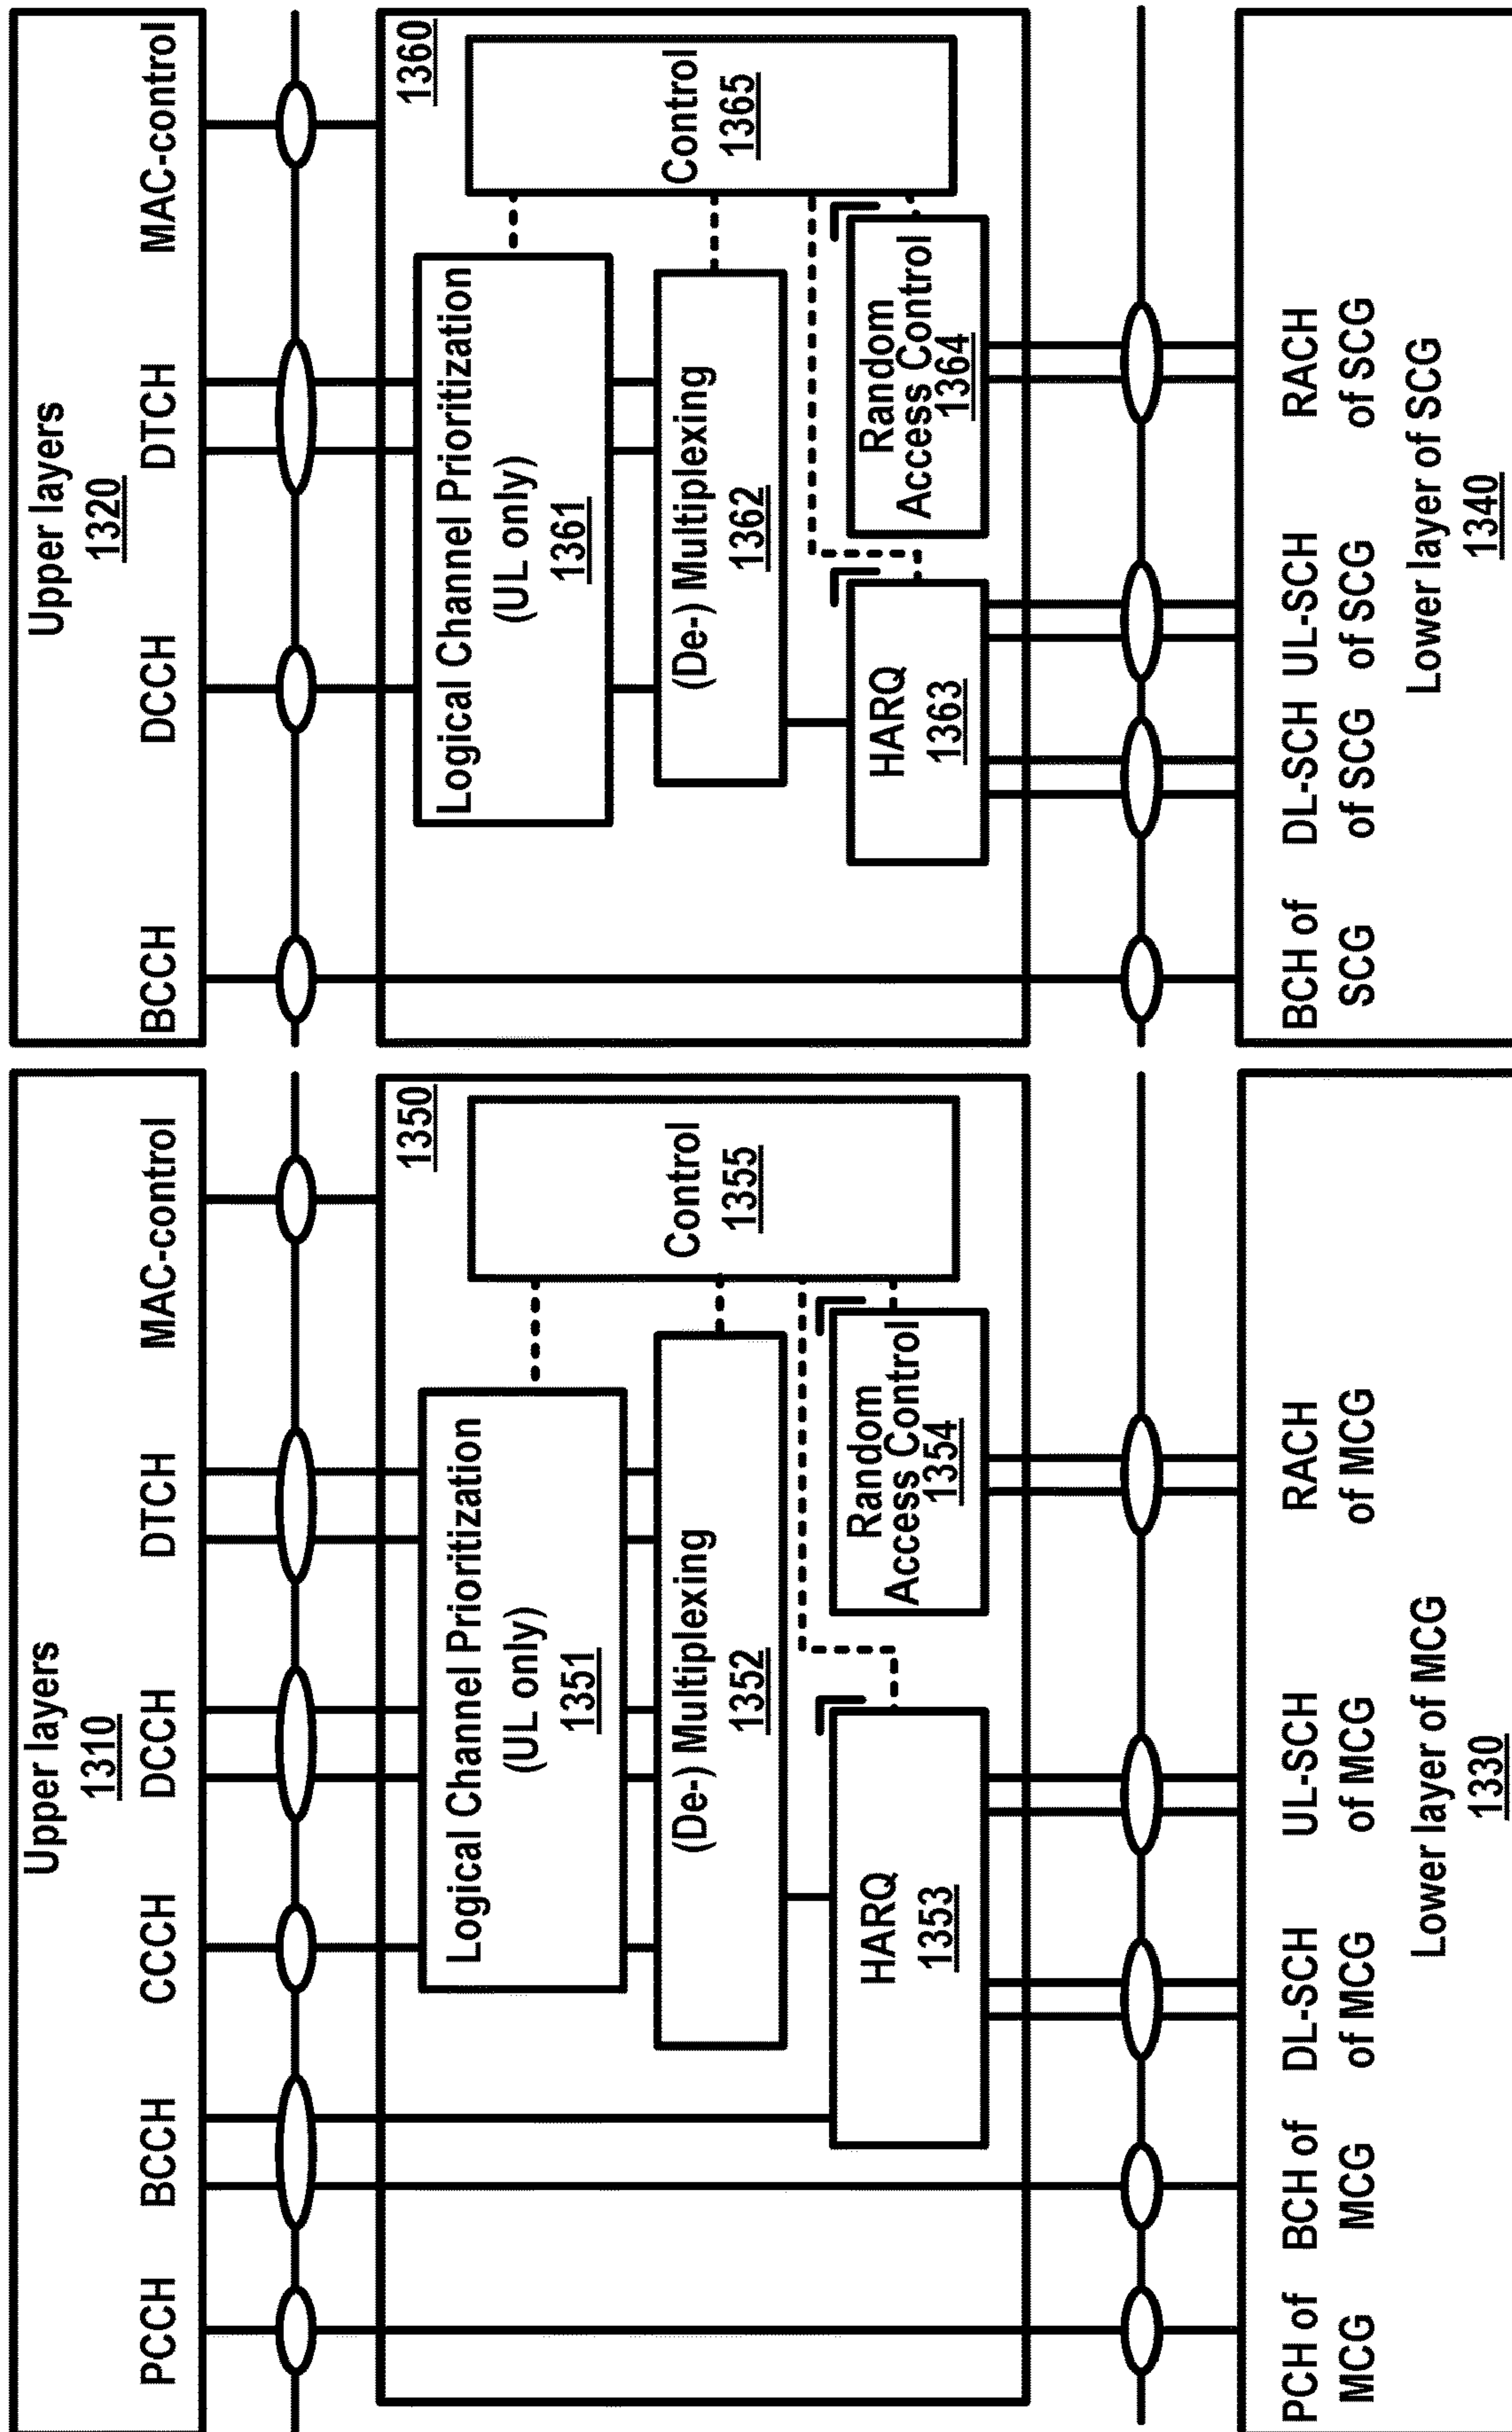 Upper layers
1310
PCCH
BCCH
CCCH
DCCH
DTCH
MAC-control
1350
Logical Channel Prioritization
(UL only)
1351
(De-) Multiplexing
1352
HARQ
1353
Random
Access Control
1354
Control
1355
PCH of
MCG
BCH of
MCG
DL-SCH
of MCG
UL-SCH
of MCG
RACH
of MCG
Lower layer of MCG
1330
Upper layers
1320
BCCH
DCCH
DTCH
MAC-control
1360
Logical Channel Prioritization
(UL only)
1361
(De-) Multiplexing
1362
HARQ
1363
Random
Access Control
1364
Control
1365
BCH of
SCG
DL-SCH
of SCG
UL-SCH
of SCG
RACH
of SCG
Lower layer of SCG
1340